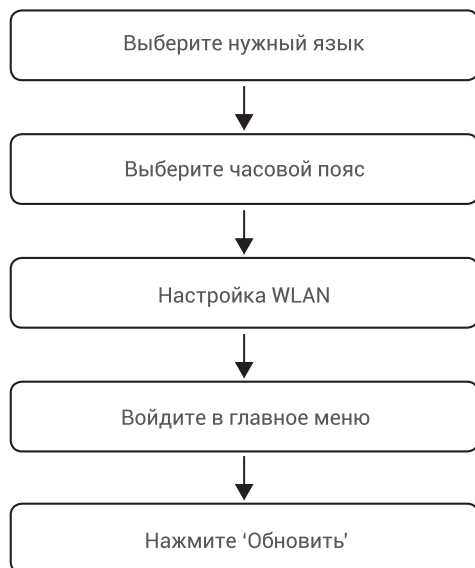 Выберите нужный язык
Выберите часовой пояс
Настройка WLAN
Войдите в главное меню
Нажмите ‘Обновить’